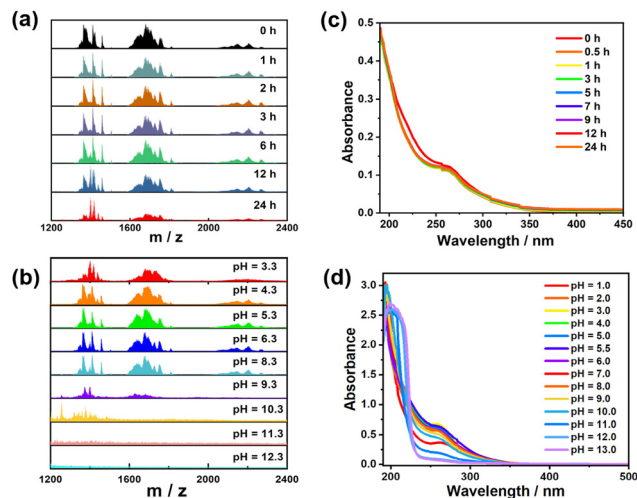 (a)
0 h
1 h
2 h
3 h
6 h
12 h
24 h
1200 1600 2000 2400
m / z
(c)
0.5
0.4
0.3
0.2
0.1
0.0
Absorbance
0 h
0.5 h
1 h
3 h
5 h
7 h
9 h
12 h
24 h
200 250 300 350 400 450
Wavelength / nm
(b)
pH = 3.3
pH = 4.3
pH = 5.3
pH = 6.3
pH = 8.3
pH = 9.3
pH = 10.3
pH = 11.3
pH = 12.3
1200 1600 2000 2400
m / z
(d)
3.0
2.5
2.0
1.5
1.0
0.5
0.0
Absorbance
pH = 1.0
pH = 2.0
pH = 3.0
pH = 4.0
pH = 5.0
pH = 5.5
pH = 6.0
pH = 7.0
pH = 8.0
pH = 9.0
pH = 10.0
pH = 11.0
pH = 12.0
pH = 13.0
200 300 400 500
Wavelength / nm